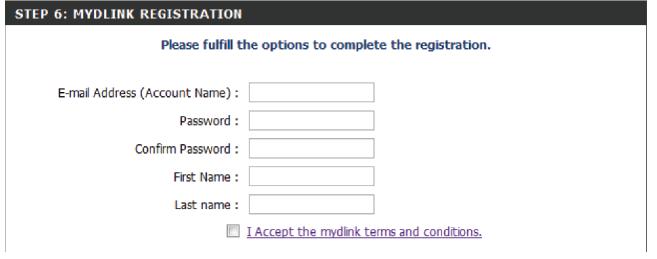 STEP 6: MYDLINK REGISTRATION
Please fulfill the options to complete the registration.
E-mail Address (Account Name) :
Password :
Confirm Password :
First Name :
Last name :
I Accept the mydlink terms and conditions.